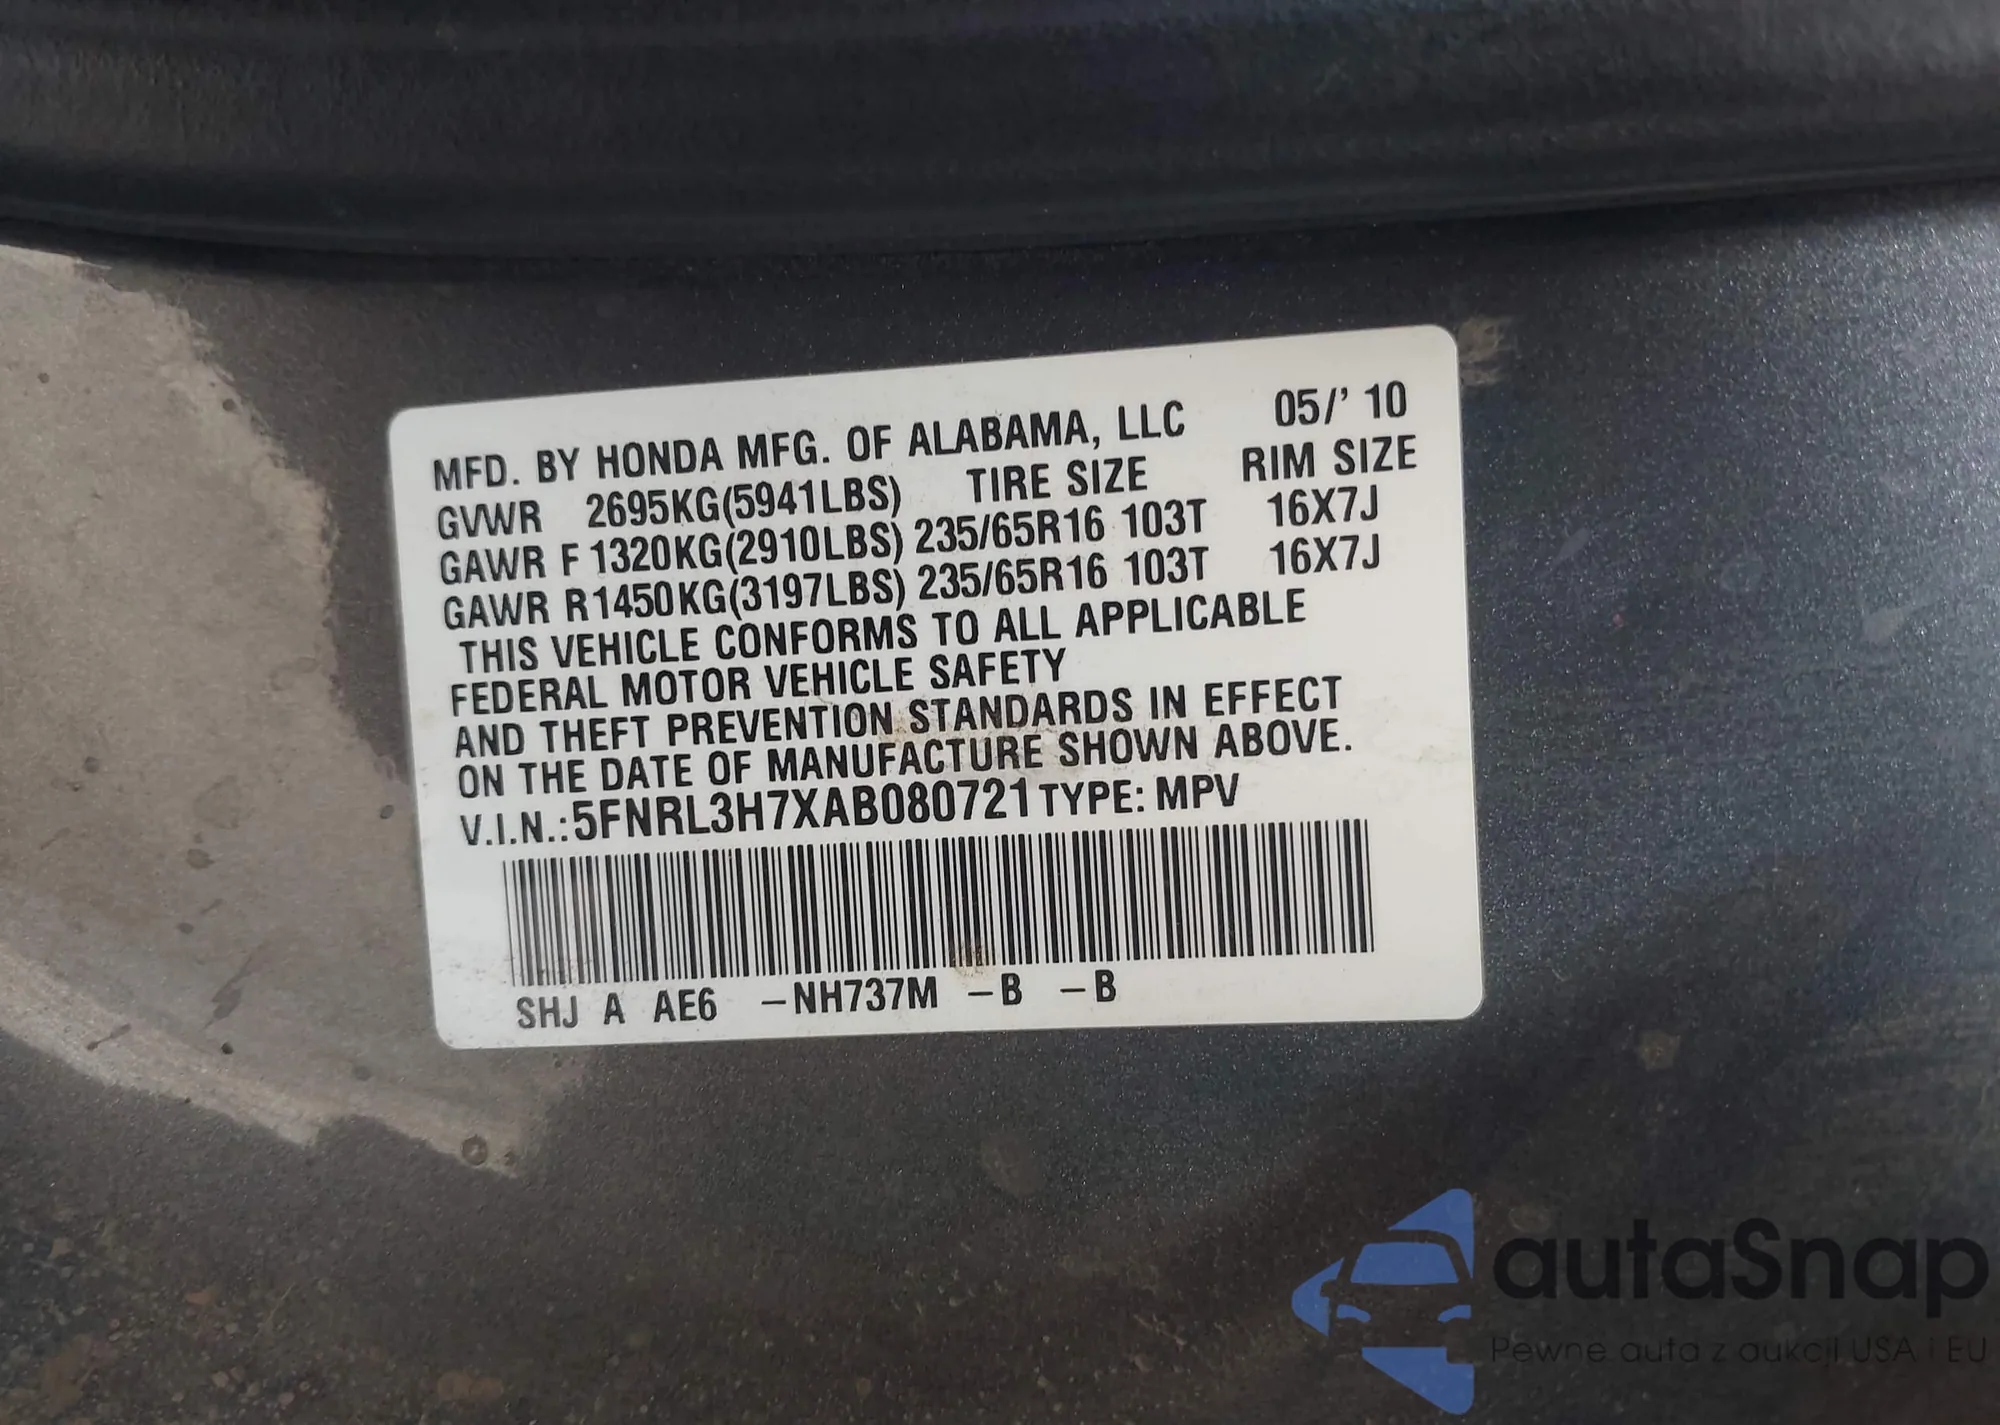 MFD. BY HONDA MFG. OF ALABAMA, LLC 05/' 10
GVWR 2695KG(5941LBS) TIRE SIZE RIM SIZE
GAWR F 1320KG(2910LBS) 235/65R16 103T 16X7J
GAWR R1450KG(3197LBS) 235/65R16 103T 16X7J
THIS VEHICLE CONFORMS TO ALL APPLICABLE
FEDERAL MOTOR VEHICLE SAFETY
AND THEFT PREVENTION STANDARDS IN EFFECT
ON THE DATE OF MANUFACTURE SHOWN ABOVE.
V.I.N.:5FNRL3H7XAB080721 TYPE: MPV
SHJ A AE6 –NH737M –B –B
autaSnap
Pewne auta z aukcji USA i EU